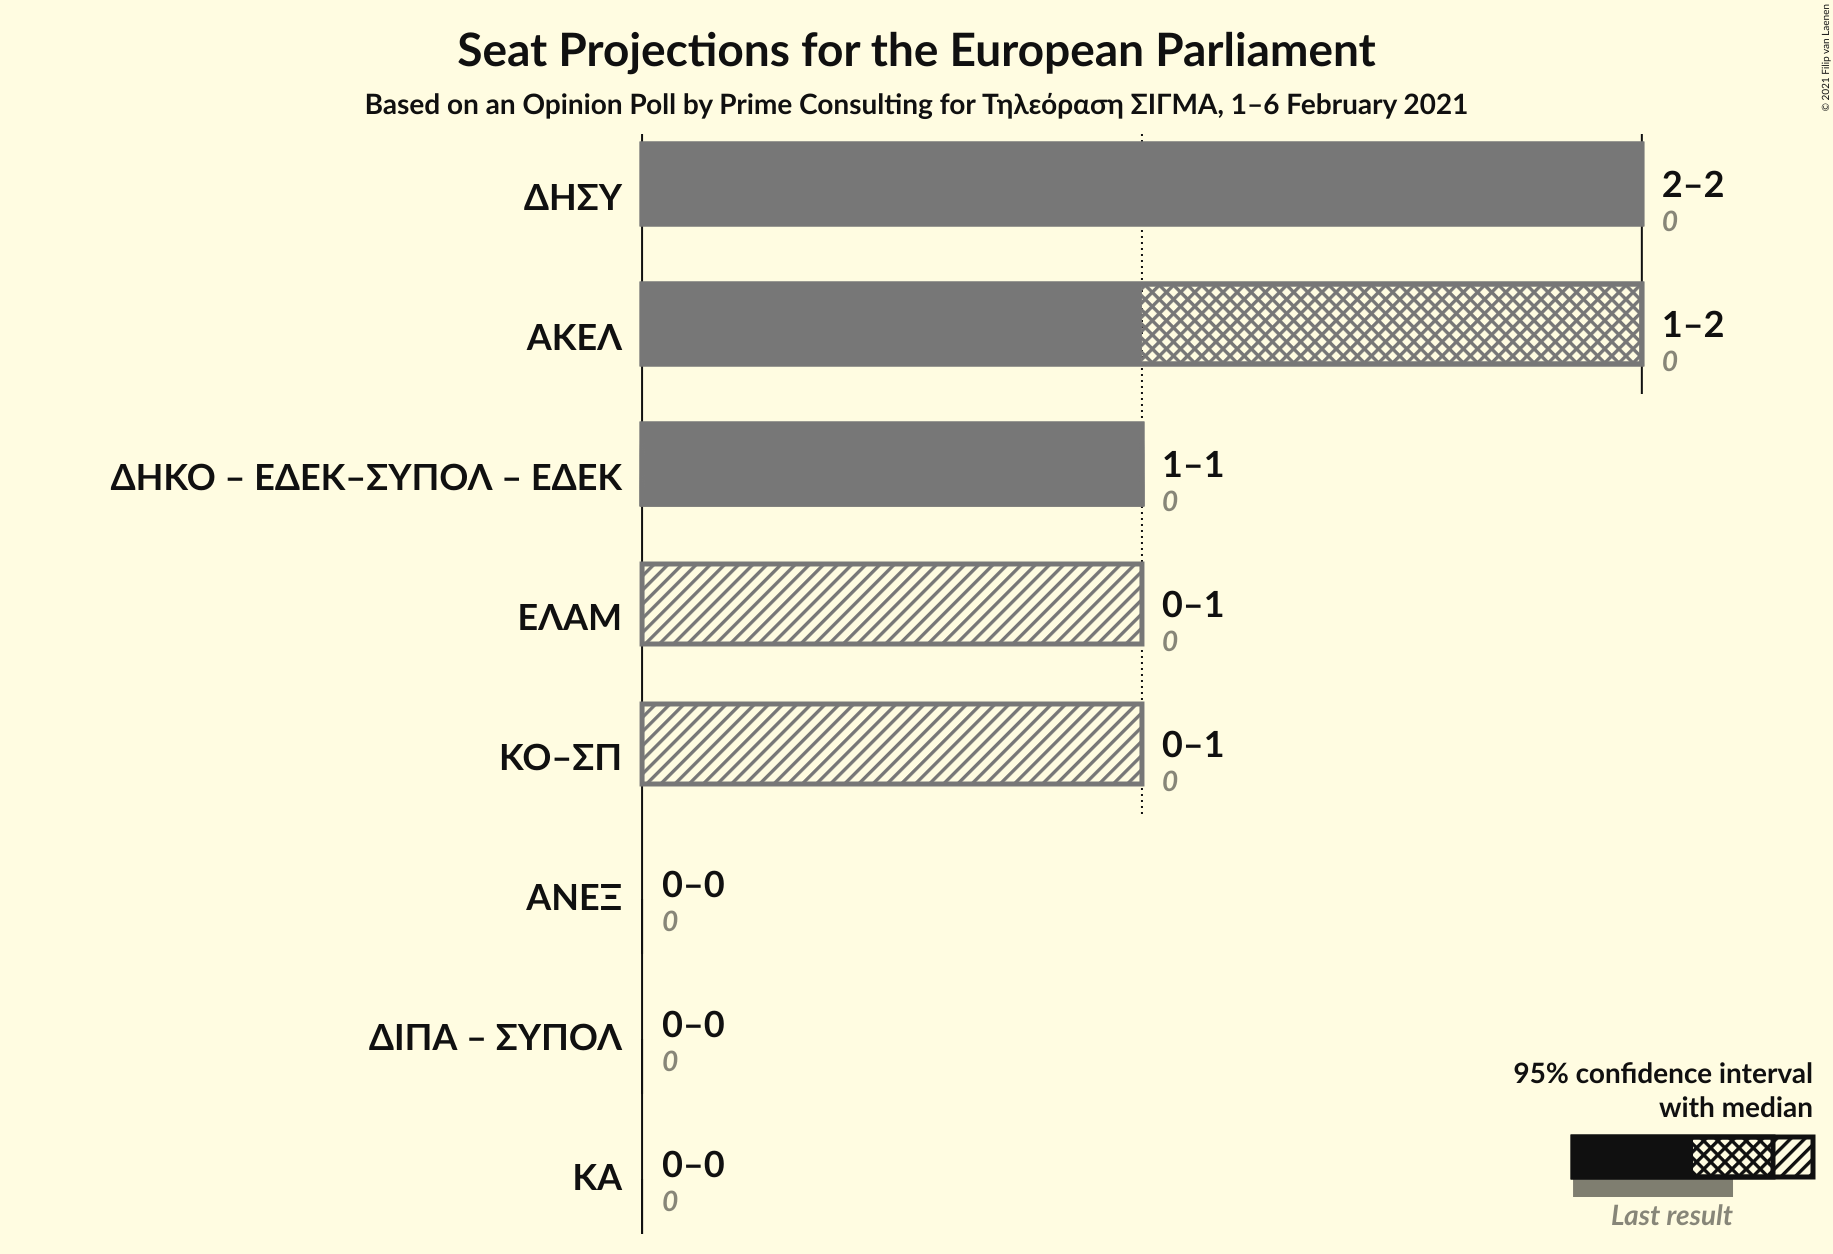 Seat Projections for the European Parliament
Based on an Opinion Poll by Prime Consulting for Τηλεόραση ΣΙΓΜΑ, 1–6 February 2021
© 2021 Filip van Laenen
ΔΗΣΥ
2–2
0
ΑΚΕΛ
1–2
0
ΔΗΚΟ – ΕΔΕΚ–ΣΥΠΟΛ – ΕΔΕΚ
1–1
0
ΕΛΑΜ
0–1
0
ΚΟ–ΣΠ
0–1
0
ΑΝΕΞ
0–0
0
ΔΙΠΑ – ΣΥΠΟΛ
0–0
0
ΚΑ
0–0
0
95% confidence interval
with median
Last result